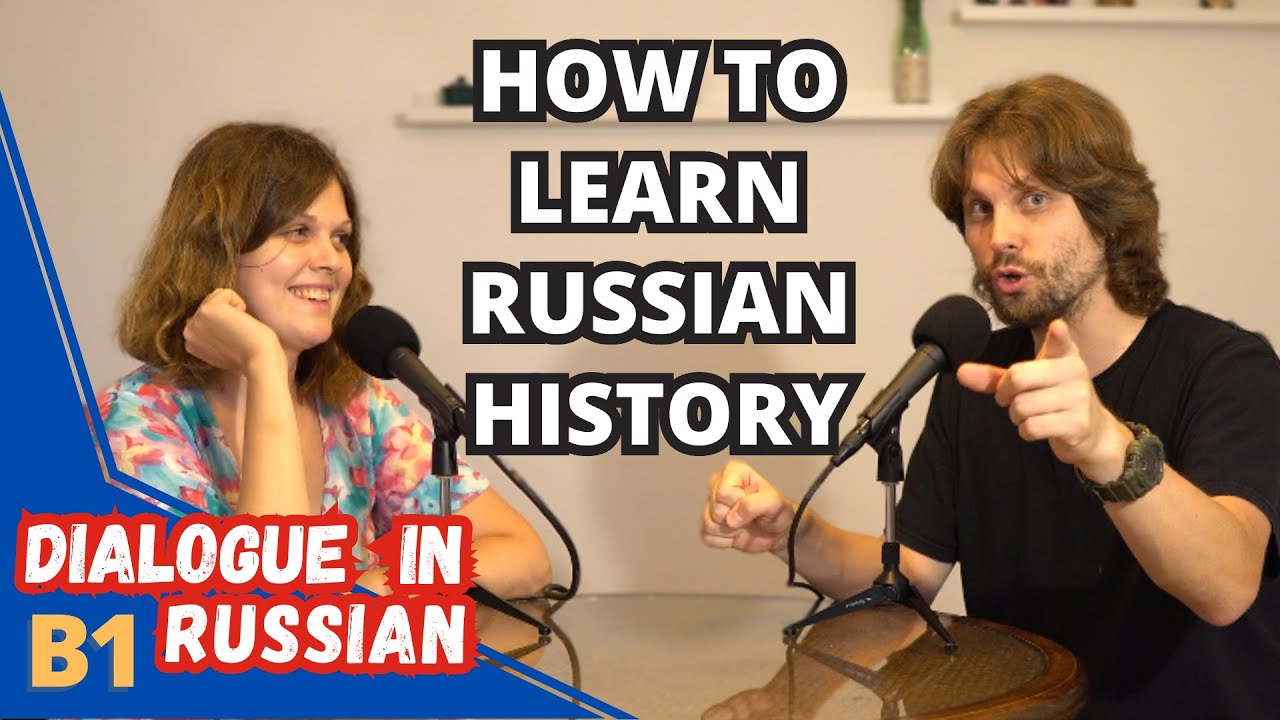 HOW TO
LEARN
RUSSIAN
HISTORY
DIALOGUE IN
B1 RUSSIAN